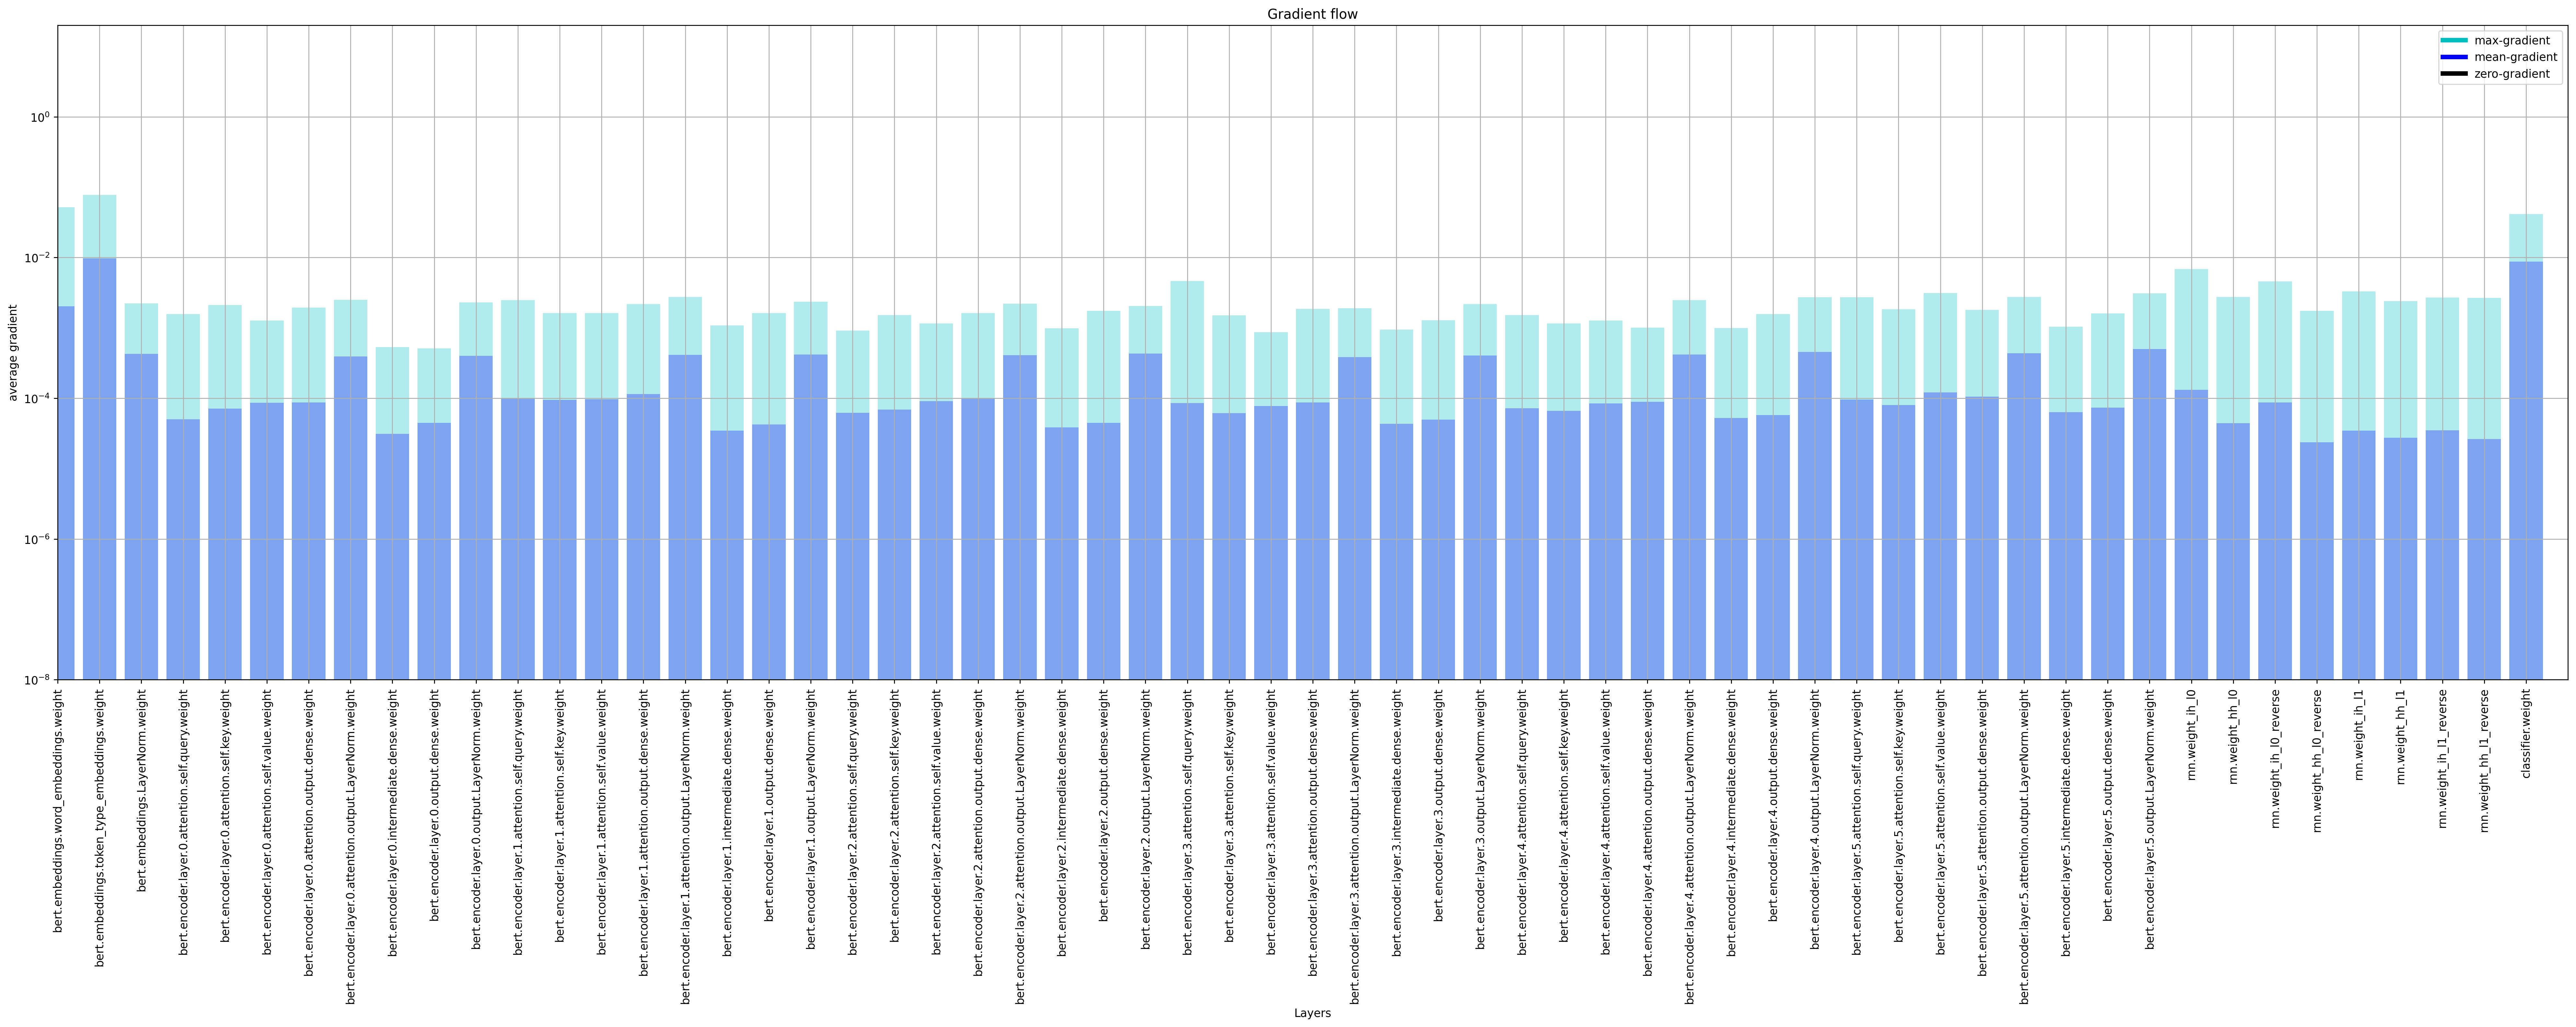 Gradient flow
max-gradient
mean-gradient
zero-gradient
average gradient
10⁰
10⁻²
10⁻⁴
10⁻⁶
10⁻⁸
bert.embeddings.word_embeddings.weight
bert.embeddings.token_type_embeddings.weight
bert.embeddings.LayerNorm.weight
bert.encoder.layer.0.attention.self.query.weight
bert.encoder.layer.0.attention.self.key.weight
bert.encoder.layer.0.attention.self.value.weight
bert.encoder.layer.0.attention.output.dense.weight
bert.encoder.layer.0.attention.output.LayerNorm.weight
bert.encoder.layer.0.intermediate.dense.weight
bert.encoder.layer.0.output.dense.weight
bert.encoder.layer.0.output.LayerNorm.weight
bert.encoder.layer.1.attention.self.query.weight
bert.encoder.layer.1.attention.self.key.weight
bert.encoder.layer.1.attention.self.value.weight
bert.encoder.layer.1.attention.output.dense.weight
bert.encoder.layer.1.attention.output.LayerNorm.weight
bert.encoder.layer.1.intermediate.dense.weight
bert.encoder.layer.1.output.dense.weight
bert.encoder.layer.1.output.LayerNorm.weight
bert.encoder.layer.2.attention.self.query.weight
bert.encoder.layer.2.attention.self.key.weight
bert.encoder.layer.2.attention.self.value.weight
bert.encoder.layer.2.attention.output.dense.weight
bert.encoder.layer.2.attention.output.LayerNorm.weight
bert.encoder.layer.2.intermediate.dense.weight
bert.encoder.layer.2.output.dense.weight
bert.encoder.layer.2.output.LayerNorm.weight
bert.encoder.layer.3.attention.self.query.weight
bert.encoder.layer.3.attention.self.key.weight
bert.encoder.layer.3.attention.self.value.weight
bert.encoder.layer.3.attention.output.dense.weight
bert.encoder.layer.3.attention.output.LayerNorm.weight
bert.encoder.layer.3.intermediate.dense.weight
bert.encoder.layer.3.output.dense.weight
bert.encoder.layer.3.output.LayerNorm.weight
bert.encoder.layer.4.attention.self.query.weight
bert.encoder.layer.4.attention.self.key.weight
bert.encoder.layer.4.attention.self.value.weight
bert.encoder.layer.4.attention.output.dense.weight
bert.encoder.layer.4.attention.output.LayerNorm.weight
bert.encoder.layer.4.intermediate.dense.weight
bert.encoder.layer.4.output.dense.weight
bert.encoder.layer.4.output.LayerNorm.weight
bert.encoder.layer.5.attention.self.query.weight
bert.encoder.layer.5.attention.self.key.weight
bert.encoder.layer.5.attention.self.value.weight
bert.encoder.layer.5.attention.output.dense.weight
bert.encoder.layer.5.attention.output.LayerNorm.weight
bert.encoder.layer.5.intermediate.dense.weight
bert.encoder.layer.5.output.dense.weight
bert.encoder.layer.5.output.LayerNorm.weight
rnn.weight_ih_l0
rnn.weight_hh_l0
rnn.weight_ih_l0_reverse
rnn.weight_hh_l0_reverse
rnn.weight_ih_l1
rnn.weight_hh_l1
rnn.weight_ih_l1_reverse
rnn.weight_hh_l1_reverse
classifier.weight
Layers